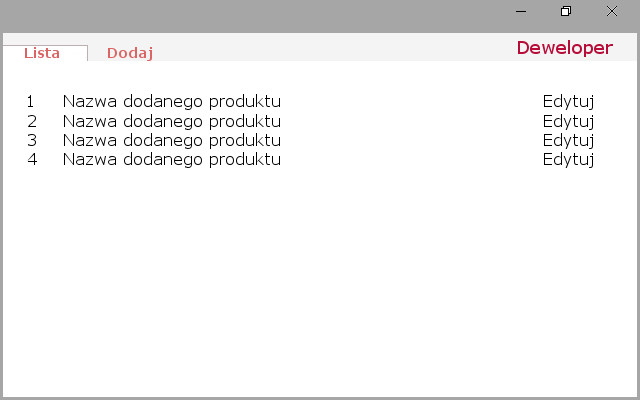 Deweloper
Lista Dodaj
1 Nazwa dodanego produktu Edytuj
2 Nazwa dodanego produktu Edytuj
3 Nazwa dodanego produktu Edytuj
4 Nazwa dodanego produktu Edytuj